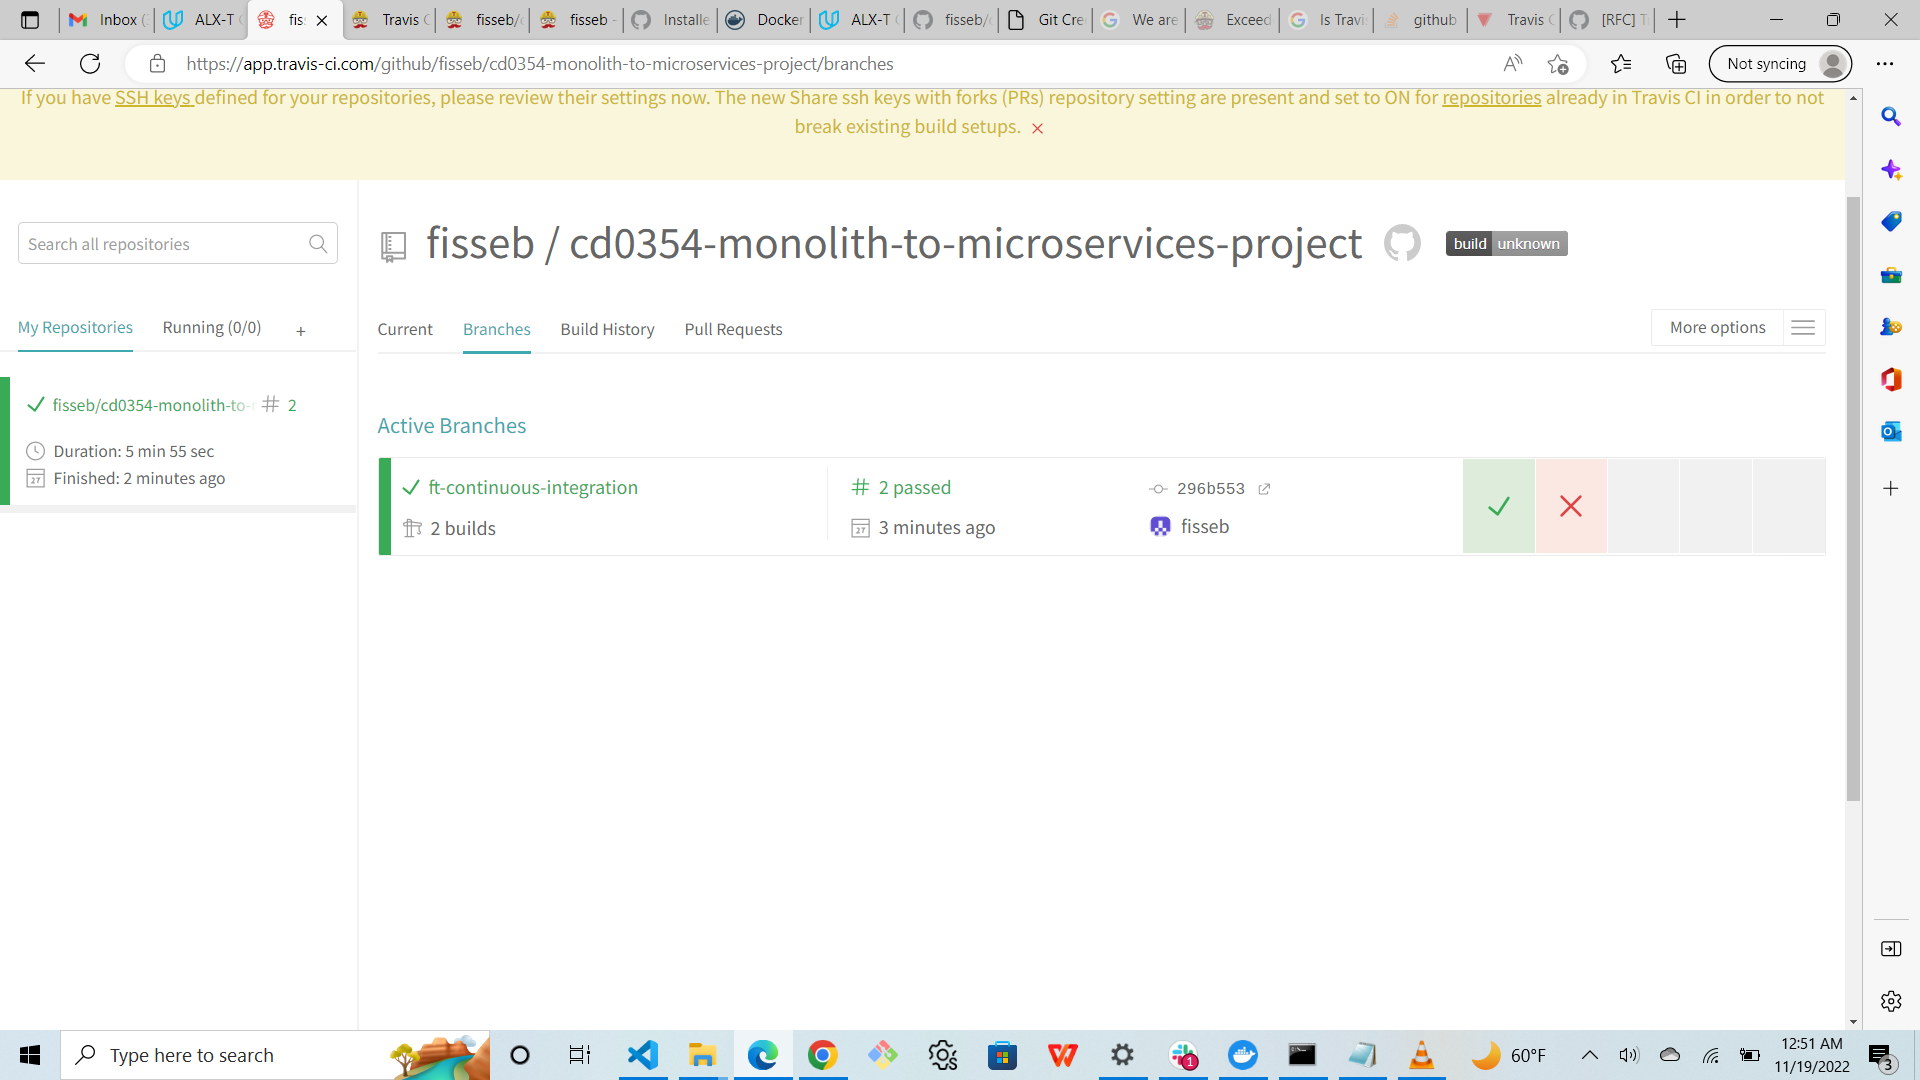 Inbox (
ALX-T
fis
Travis C
fisseb/c
fisseb -
Installe
Docker
ALX-T
fisseb/c
Git Cre
We are
Exceed
Is Travi
github
Travis C
[RFC] T
https://app.travis-ci.com/github/fisseb/cd0354-monolith-to-microservices-project/branches
Not syncing
If you have SSH keys defined for your repositories, please review their settings now. The new Share ssh keys with forks (PRs) repository setting are present and set to ON for repositories already in Travis CI in order to not
break existing build setups.
Search all repositories
fisseb / cd0354-monolith-to-microservices-project
build unknown
My Repositories
Running (0/0)
+
Current
Branches
Build History
Pull Requests
More options
fisseb/cd0354-monolith-to-
# 2
Duration: 5 min 55 sec
Finished: 2 minutes ago
Active Branches
ft-continuous-integration
# 2 passed
296b553
2 builds
3 minutes ago
fisseb
Type here to search
60°F
12:51 AM
11/19/2022
3